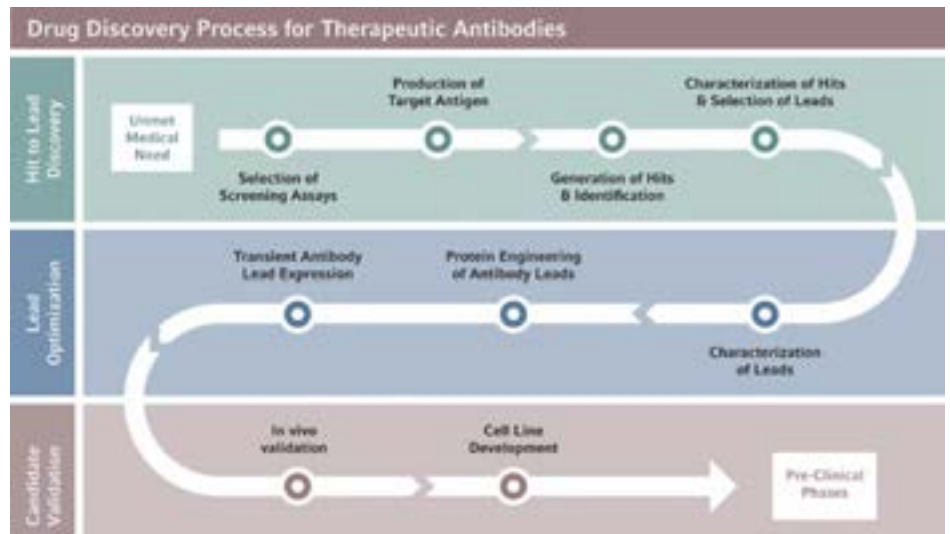 Drug Discovery Process for Therapeutic Antibodies
Hit to Lead
Discovery
Unmet
Medical
Need
Selection of
Screening Assays
Production of
Target Antigen
Generation of Hits
& Identification
Characterization of Hits
& Selection of Leads
Lead
Optimization
Transient Antibody
Lead Expression
Protein Engineering
of Antibody Leads
Characterization
of Leads
Candidate
Validation
In vivo
validation
Cell Line
Development
Pre-Clinical
Phases